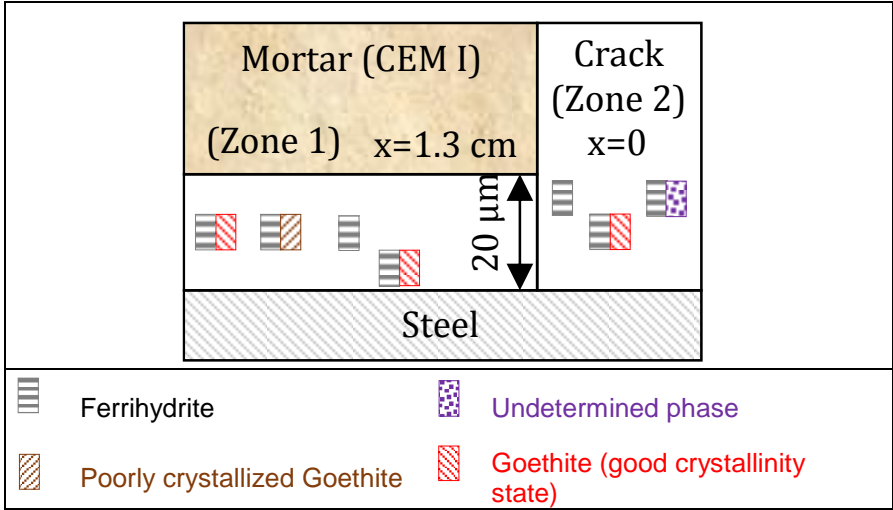 Mortar (CEM I)
(Zone 1) x=1.3 cm
Crack
(Zone 2)
x=0
20 μm
Steel
Ferrihydrite
Undetermined phase
Poorly crystallized Goethite
Goethite (good crystallinity
state)